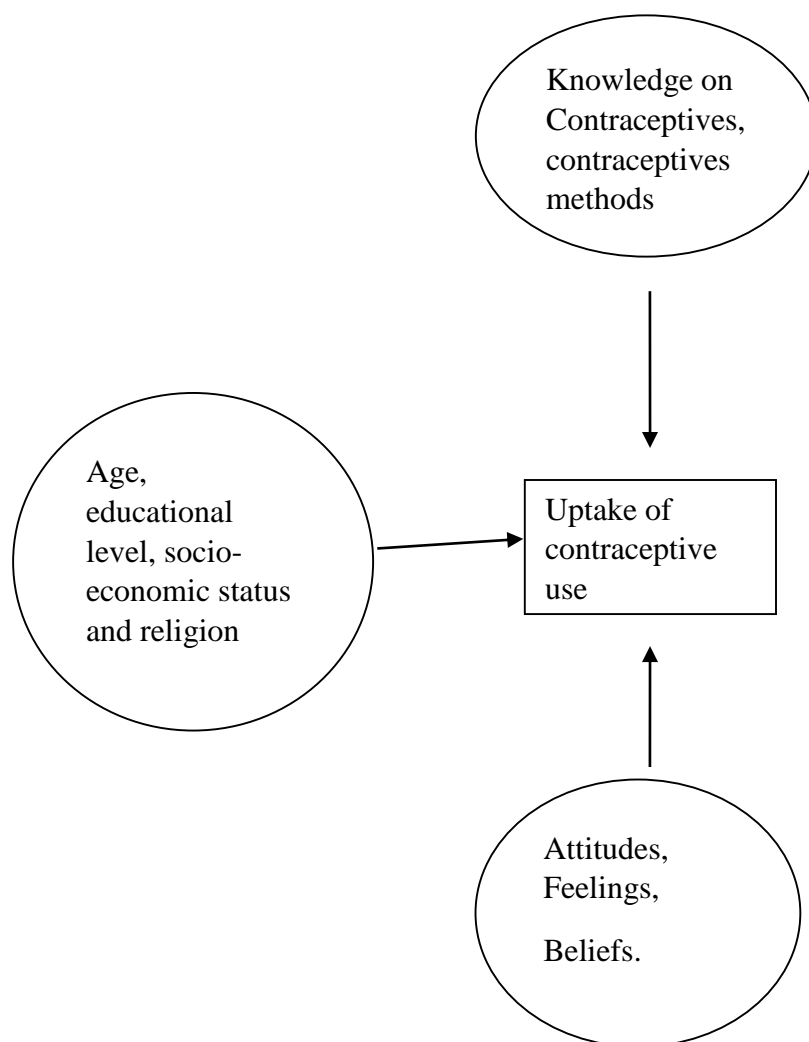 Knowledge on
Contraceptives,
contraceptives
methods
Age,
educational
level, socio-
economic status
and religion
Uptake of
contraceptive
use
Attitudes,
Feelings,
Beliefs.